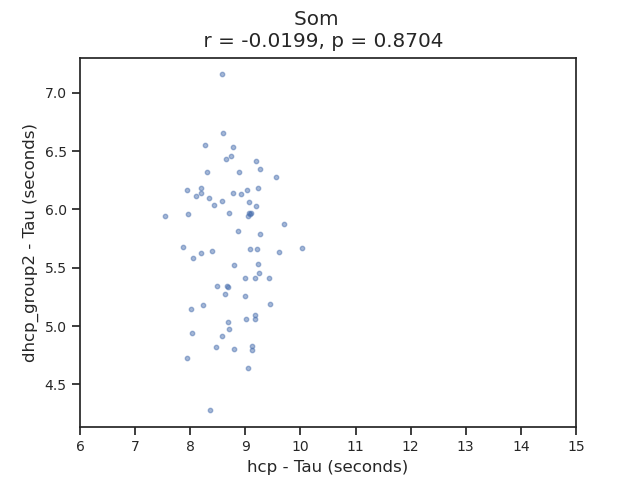 Som
r = -0.0199, p = 0.8704
7.0
6.5
6.0
5.5
5.0
4.5
dhcp_group2 - Tau (seconds)
6 7 8 9 10 11 12 13 14 15
hcp - Tau (seconds)